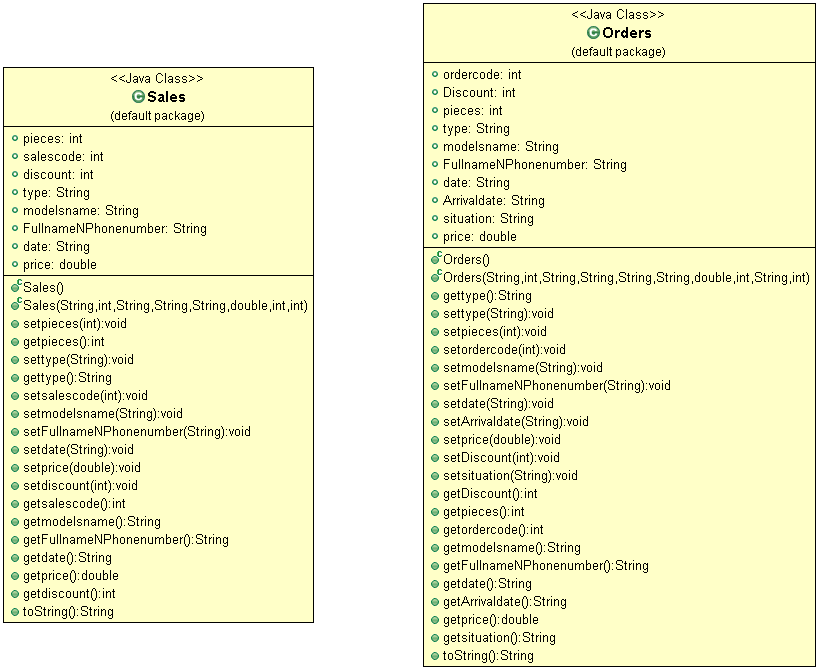 <<Java Class>>
Sales
(default package)
pieces: int
salescode: int
discount: int
type: String
modelsname: String
FullnameNPhonenumber: String
date: String
price: double
Sales()
Sales(String,int,String,String,String,double,int,int)
setpieces(int):void
getpieces():int
settype(String):void
gettype():String
setsalescode(int):void
setmodelsname(String):void
setFullnameNPhonenumber(String):void
setdate(String):void
setprice(double):void
setdiscount(int):void
getsalescode():int
getmodelsname():String
getFullnameNPhonenumber():String
getdate():String
getprice():double
getdiscount():int
toString():String
<<Java Class>>
Orders
(default package)
ordercode: int
Discount: int
pieces: int
type: String
modelsname: String
FullnameNPhonenumber: String
date: String
Arrivaldate: String
situation: String
price: double
Orders()
Orders(String,int,String,String,String,String,double,int,String,int)
gettype():String
settype(String):void
setpieces(int):void
setordercode(int):void
setmodelsname(String):void
setFullnameNPhonenumber(String):void
setdate(String):void
setArrivaldate(String):void
setprice(double):void
setDiscount(int):void
setsituation(String):void
getDiscount():int
getpieces():int
getordercode():int
getmodelsname():String
getFullnameNPhonenumber():String
getdate():String
getArrivaldate():String
getprice():double
getsituation():String
toString():String